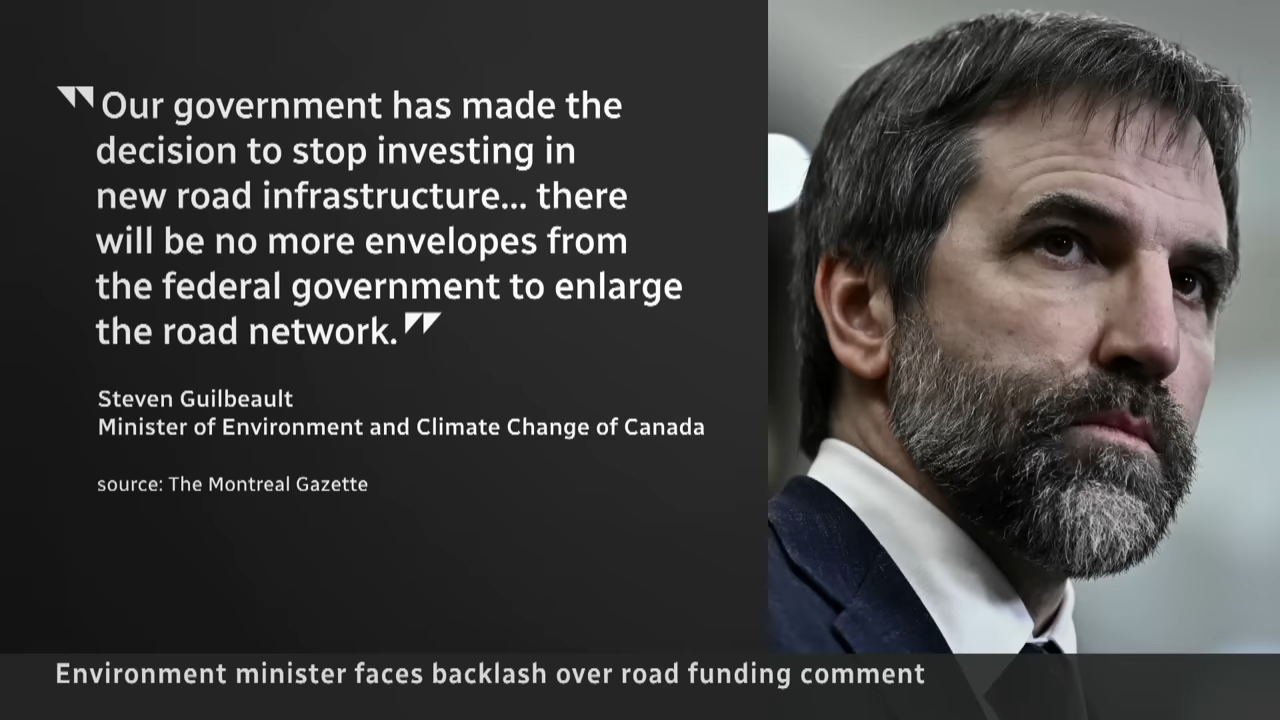 "Our government has made the
decision to stop investing in
new road infrastructure... there
will be no more envelopes from
the federal government to enlarge
the road network."
Steven Guilbeault
Minister of Environment and Climate Change of Canada
source: The Montreal Gazette
Environment minister faces backlash over road funding comment